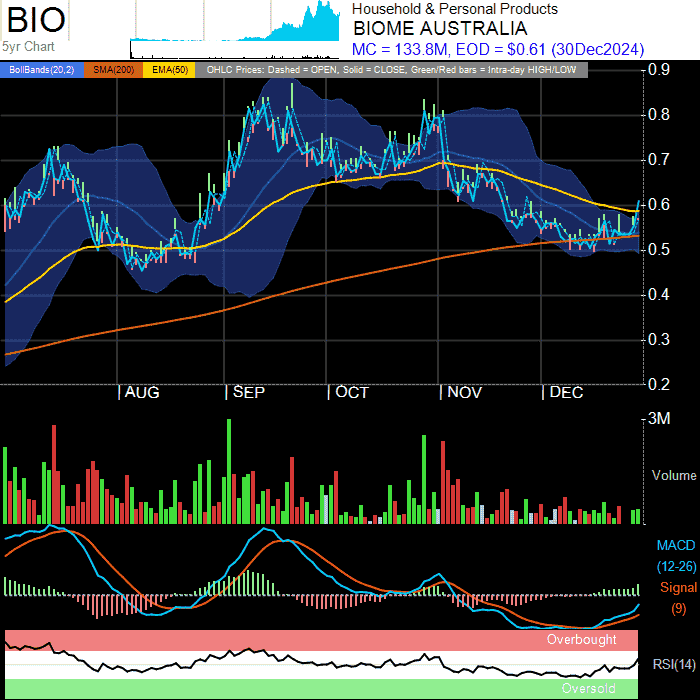 BIO
5yr Chart
Household & Personal Products
BIOME AUSTRALIA
MC = 133.8M, EOD = $0.61 (30Dec2024)
BollBands(20,2) SMA(200) EMA(50) OHLC Prices: Dashed = OPEN, Solid = CLOSE, Green/Red bars = Intra-day HIGH/LOW
0.9
0.8
0.7
0.6
0.5
0.4
0.3
0.2
AUG SEP OCT NOV DEC
3M
Volume
MACD
(12-26)
Signal
(9)
Overbought
RSI(14)
Oversold